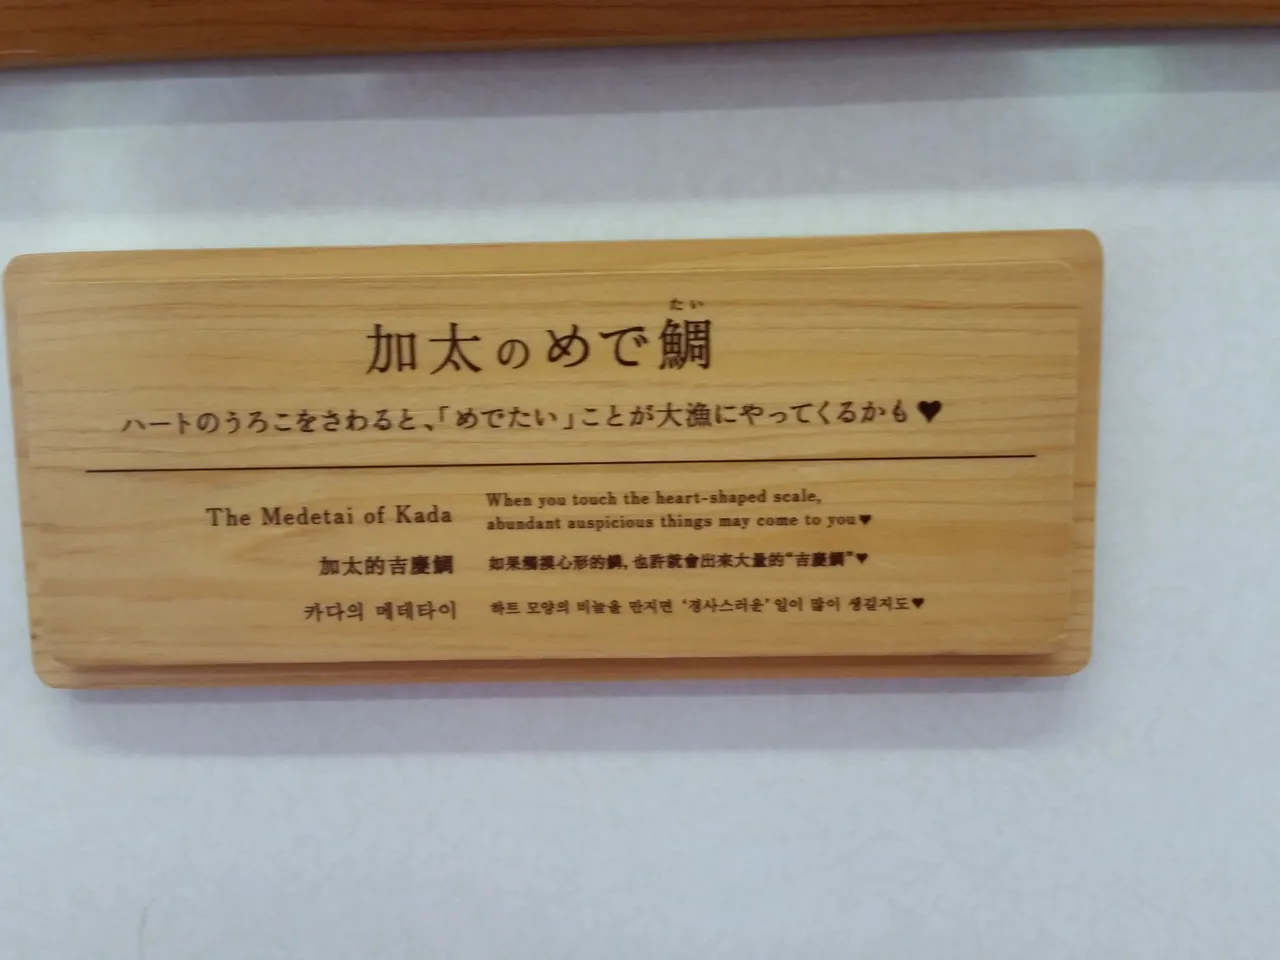 たい
加太のめで鯛
ハートのうろこをさわると、「めでたい」ことが大漁にやってくるかも♥
The Medetai of Kada
When you touch the heart-shaped scale,
abundant auspicious things may come to you♥
加太的吉慶鯛
如果觸摸心形的鱗，也許就會出來大量的“吉慶鯛”♥
카다의 메데타이
하트 모양의 비늘을 만지면 ‘경사스러운’ 일이 많이 생길지도♥